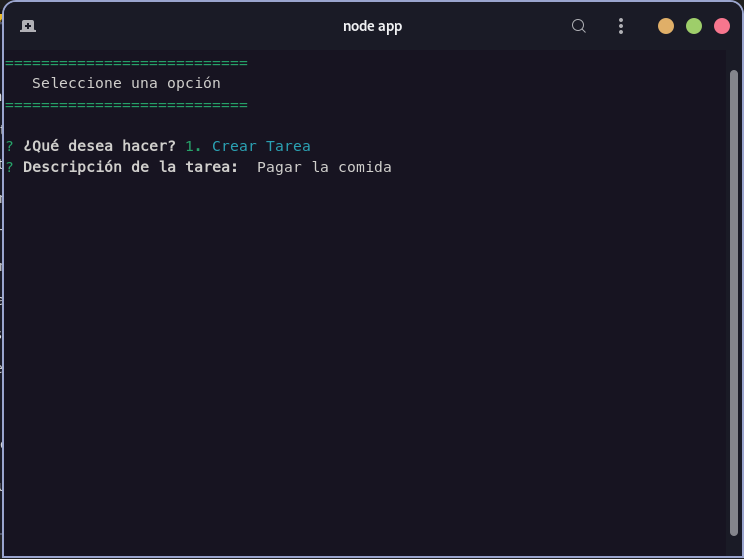 node app
===========================
Seleccione una opción
===========================
? ¿Qué desea hacer? 1. Crear Tarea
? Descripción de la tarea:  Pagar la comida